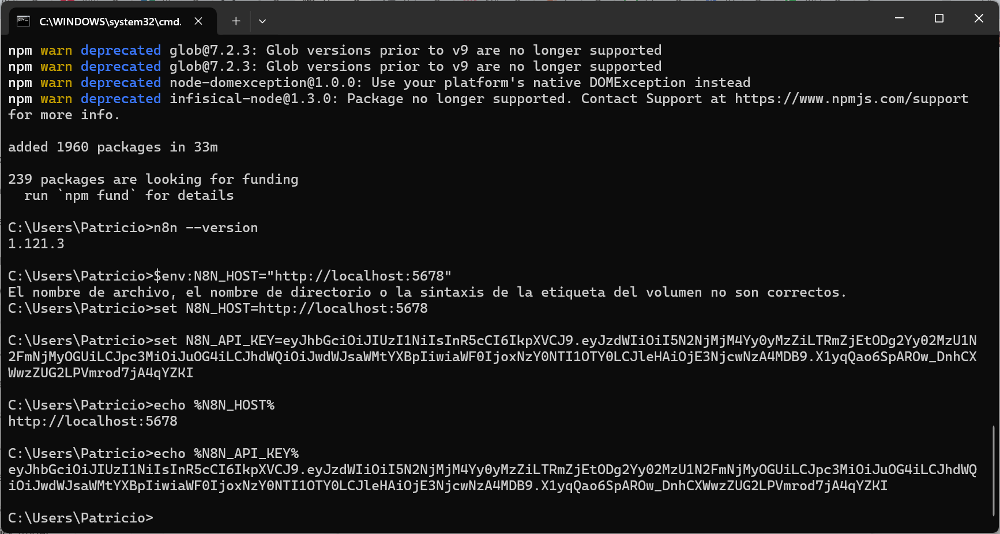 C:\WINDOWS\system32\cmd.
npm warn deprecated glob@7.2.3: Glob versions prior to v9 are no longer supported
npm warn deprecated glob@7.2.3: Glob versions prior to v9 are no longer supported
npm warn deprecated node-domexception@1.0.0: Use your platform's native DOMException instead
npm warn deprecated infisical-node@1.3.0: Package no longer supported. Contact Support at https://www.npmjs.com/support
for more info.
added 1960 packages in 33m
239 packages are looking for funding
  run `npm fund` for details
C:\Users\Patricio>n8n --version
1.121.3
C:\Users\Patricio>$env:N8N_HOST="http://localhost:5678"
El nombre de archivo, el nombre de directorio o la sintaxis de la etiqueta del volumen no son correctos.
C:\Users\Patricio>set N8N_HOST=http://localhost:5678
C:\Users\Patricio>set N8N_API_KEY=eyJhbGciOiJIUzI1NiIsInR5cCI6IkpXVCJ9.eyJzdWIiOiI5N2NjMjM4Yy0yMzZiLTRmZjEtODg2Yy02MzU1N
2FmNjMyOGUiLCJpc3MiOiJuOG4iLCJhdWQiOiJwdWJsaWMtYXBpIiwiaWF0IjoxNzY0NTI1OTY0LCJleHAiOjE3NjcwNzA4MDB9.X1yqQao6SpAROw_DnhCX
WwzZUG2LPVmrod7jA4qYZKI
C:\Users\Patricio>echo %N8N_HOST%
http://localhost:5678
C:\Users\Patricio>echo %N8N_API_KEY%
eyJhbGciOiJIUzI1NiIsInR5cCI6IkpXVCJ9.eyJzdWIiOiI5N2NjMjM4Yy0yMzZiLTRmZjEtODg2Yy02MzU1N2FmNjMyOGUiLCJpc3MiOiJuOG4iLCJhdWQ
iOiJwdWJsaWMtYXBpIiwiaWF0IjoxNzY0NTI1OTY0LCJleHAiOjE3NjcwNzA4MDB9.X1yqQao6SpAROw_DnhCXWwzZUG2LPVmrod7jA4qYZKI
C:\Users\Patricio>